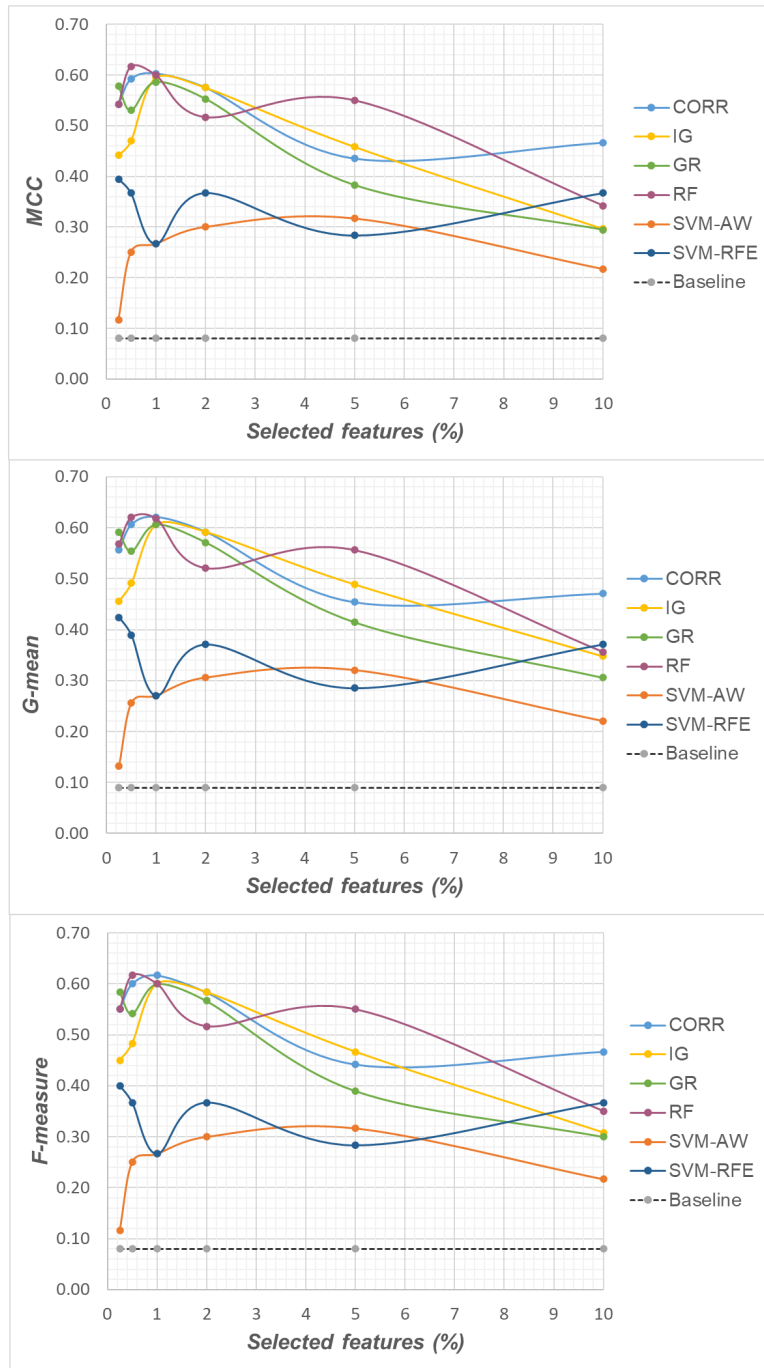 0.70
0.60
0.50
0.40
0.30
0.20
0.10
0.00
MCC
0 1 2 3 4 5 6 7 8 9 10
Selected features (%)
CORR
IG
GR
RF
SVM-AW
SVM-RFE
Baseline
0.70
0.60
0.50
0.40
0.30
0.20
0.10
0.00
G-mean
0 1 2 3 4 5 6 7 8 9 10
Selected features (%)
CORR
IG
GR
RF
SVM-AW
SVM-RFE
Baseline
0.70
0.60
0.50
0.40
0.30
0.20
0.10
0.00
F-measure
0 1 2 3 4 5 6 7 8 9 10
Selected features (%)
CORR
IG
GR
RF
SVM-AW
SVM-RFE
Baseline